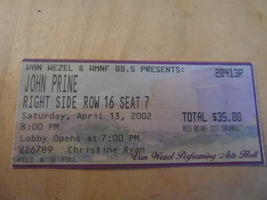 VAN WEZEL & WMNF 88.5 PRESENTS:
20413P
JOHN PRINE
RIGHT SIDE ROW 16 SEAT 7
Saturday, April 13, 2002
TOTAL $35.00
8:00 PM
Lobby Opens at 7:00 PM
226789 Christine Ryan
Van Wezel Performing Arts Hall